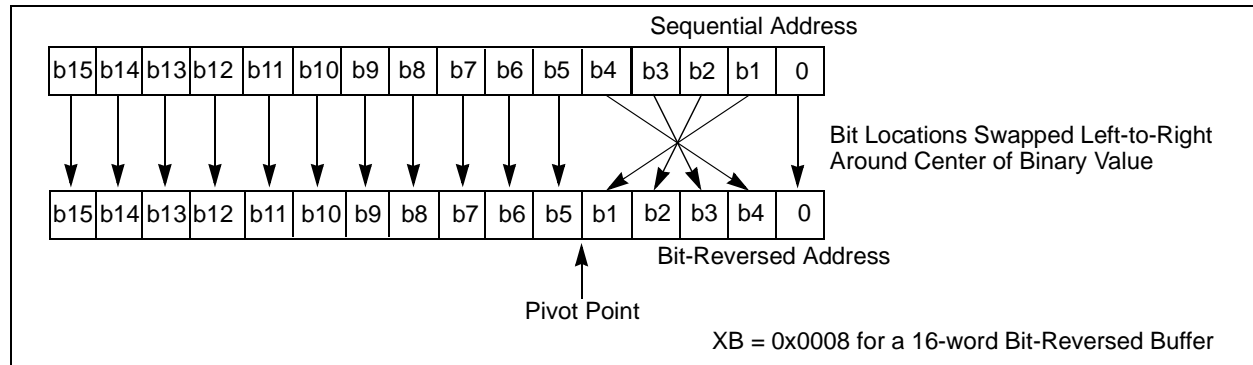 Sequential Address
b15 b14 b13 b12 b11 b10 b9 b8 b7 b6 b5 b4 b3 b2 b1 0
Bit Locations Swapped Left-to-Right
Around Center of Binary Value
b15 b14 b13 b12 b11 b10 b9 b8 b7 b6 b5 b1 b2 b3 b4 0
Bit-Reversed Address
Pivot Point
XB = 0x0008 for a 16-word Bit-Reversed Buffer